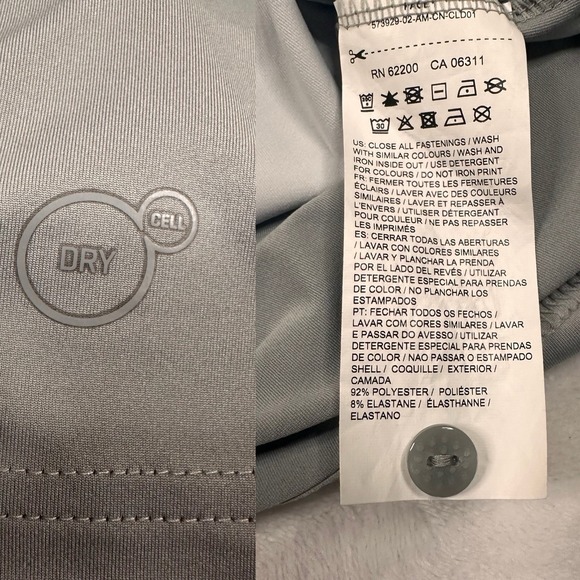 CELL
DRY
573929-02-AM-CN-CLD01
RN 62200 CA 06311
30
US: CLOSE ALL FASTENINGS / WASH
WITH SIMILAR COLOURS / WASH AND
IRON INSIDE OUT / USE DETERGENT
FOR COLOURS / DO NOT IRON PRINT
FR: FERMER TOUTES LES FERMETURES
ÉCLAIRS / LAVER AVEC DES COULEURS
SIMILAIRES / LAVER ET REPASSER À
L'ENVERS / UTILISER DÉTERGEANT
POUR COULEUR / NE PAS REPASSER
LES IMPRIMÉS
ES: CERRAR TODAS LAS ABERTURAS
/ LAVAR CON COLORES SIMILARES
/ LAVAR Y PLANCHAR LA PRENDA
POR EL LADO DEL REVÉS / UTILIZAR
DETERGENTE ESPECIAL PARA PRENDAS
DE COLOR / NO PLANCHAR LOS
ESTAMPADOS
PT: FECHAR TODOS OS FECHOS /
LAVAR COM CORES SIMILARES / LAVAR
E PASSAR DO AVESSO / UTILIZAR
DETERGENTE ESPECIAL PARA PRENDAS
DE COLOR / NAO PASSAR O ESTAMPADO
SHELL / COQUILLE / EXTERIOR /
CAMADA
92% POLYESTER / POLIÉSTER
8% ELASTANE / ÉLASTHANNE /
ELASTANO